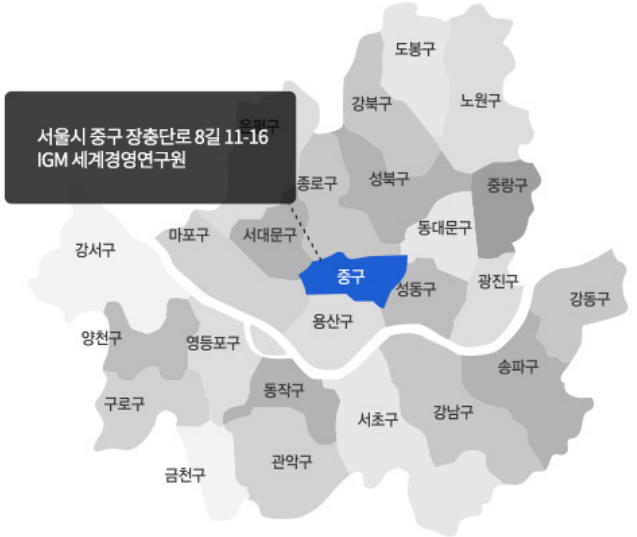 도봉구
노원구
강북구
은평구
서울시 중구 장충단로 8길 11-16
IGM 세계경영연구원
종로구
성북구
중랑구
동대문구
마포구
서대문구
강서구
중구
성동구
광진구
강동구
용산구
양천구
영등포구
송파구
동작구
구로구
서초구
강남구
관악구
금천구